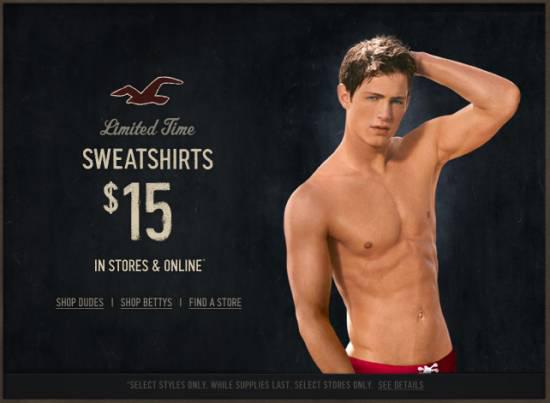 Limited Time
SWEATSHIRTS
$15
IN STORES & ONLINE*
SHOP DUDES | SHOP BETTYS | FIND A STORE
*SELECT STYLES ONLY. WHILE SUPPLIES LAST. SELECT STORES ONLY. SEE DETAILS